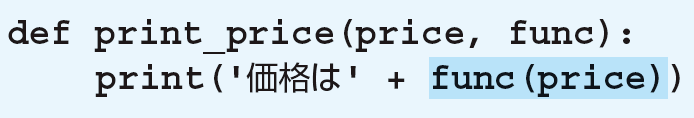 def print_price(price, func):
    print('価格は' + func(price))